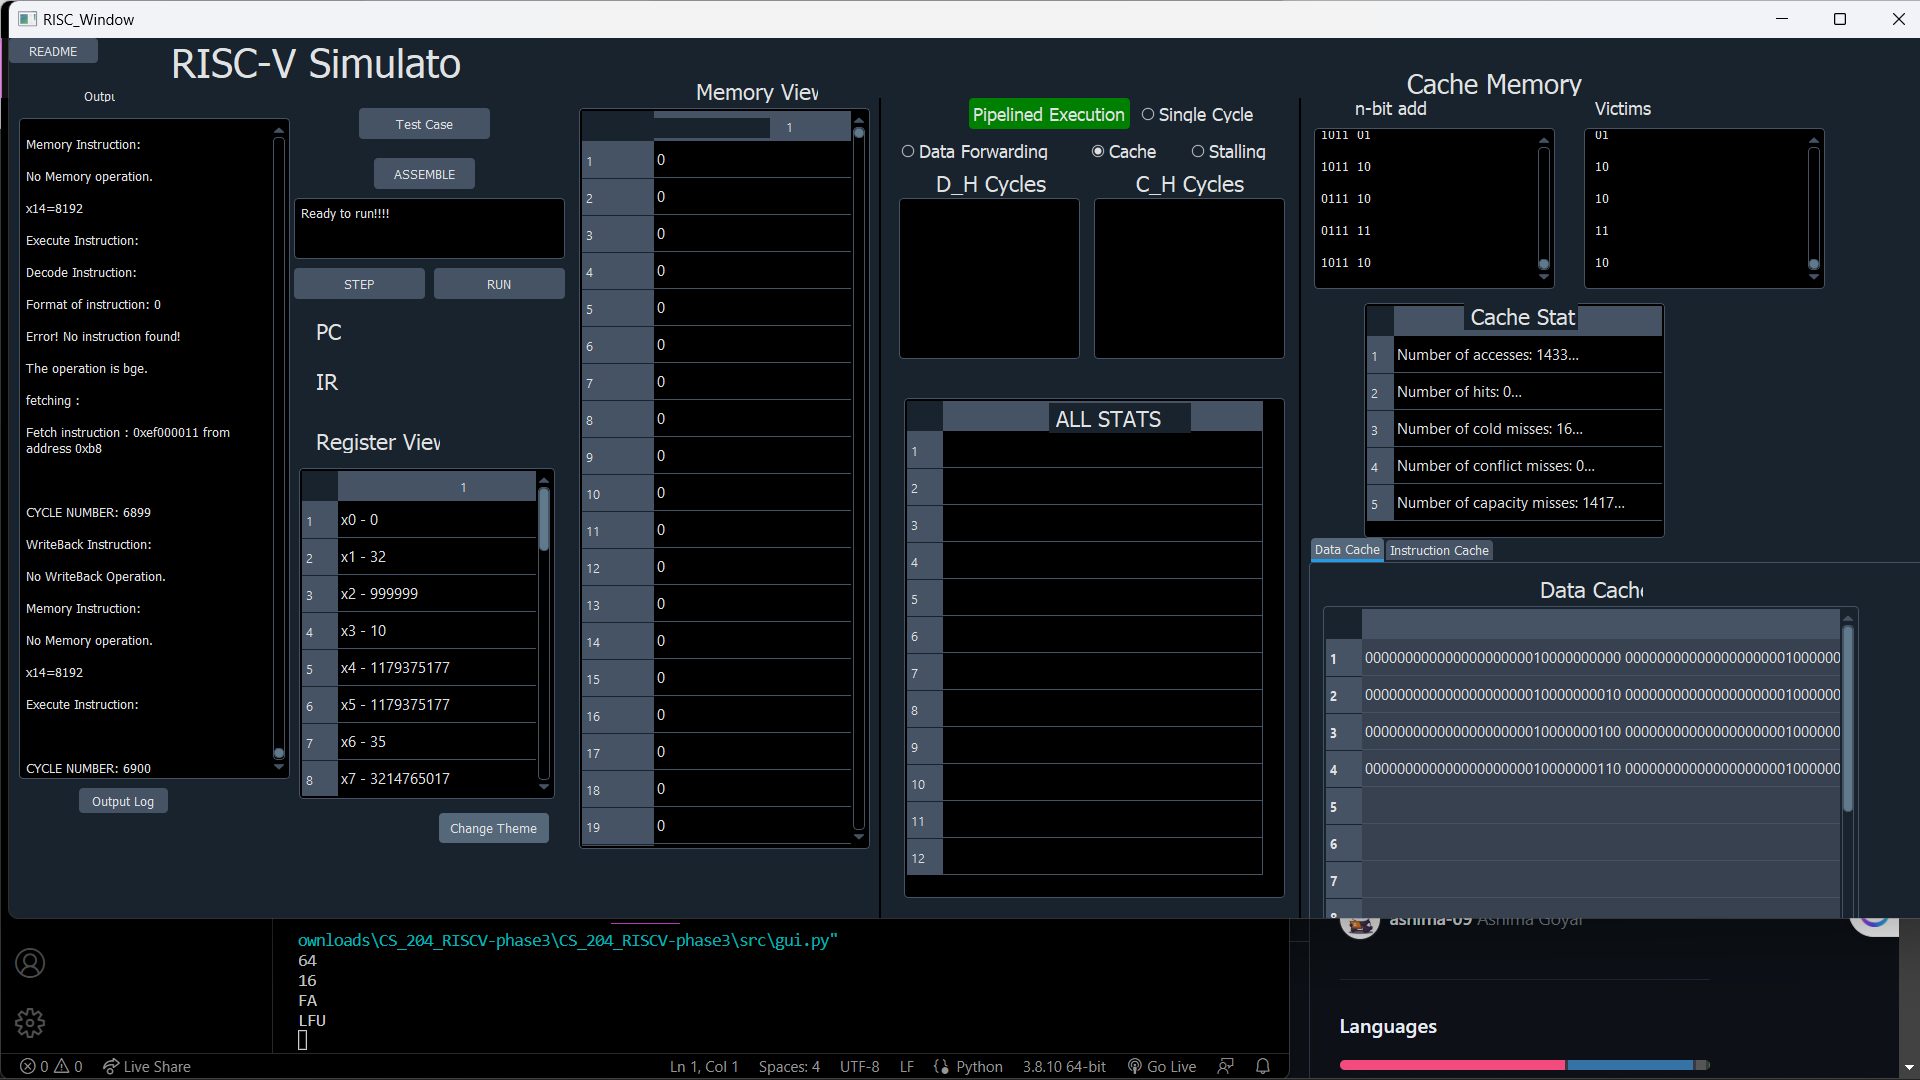 RISC_Window
README
RISC-V Simulato
Outpu
Memory Instruction:
No Memory operation.
x14=8192
Execute Instruction:
Decode Instruction:
Format of instruction: 0
Error! No instruction found!
The operation is bge.
fetching :
Fetch instruction : 0xef000011 from
address 0xb8
CYCLE NUMBER: 6899
WriteBack Instruction:
No WriteBack Operation.
Memory Instruction:
No Memory operation.
x14=8192
Execute Instruction:
CYCLE NUMBER: 6900
Output Log
Test Case
ASSEMBLE
Ready to run!!!!
STEP
RUN
PC
IR
Register View
1
1 x0 - 0
2 x1 - 32
3 x2 - 999999
4 x3 - 10
5 x4 - 1179375177
6 x5 - 1179375177
7 x6 - 35
8 x7 - 3214765017
Change Theme
Memory View
1
1 0
2 0
3 0
4 0
5 0
6 0
7 0
8 0
9 0
10 0
11 0
12 0
13 0
14 0
15 0
16 0
17 0
18 0
19 0
Pipelined Execution
Single Cycle
Data Forwarding
Cache
Stalling
D_H Cycles
C_H Cycles
ALL STATS
1
2
3
4
5
6
7
8
9
10
11
12
Cache Memory
n-bit add
1011 01
1011 10
0111 10
0111 11
1011 10
Victims
01
10
10
11
10
Cache Stat
1 Number of accesses: 1433...
2 Number of hits: 0...
3 Number of cold misses: 16...
4 Number of conflict misses: 0...
5 Number of capacity misses: 1417...
Data Cache
Instruction Cache
Data Cache
1
2
3
4
5
6
7
8
ownloads\CS_204_RISCV-phase3\CS_204_RISCV-phase3\src\gui.py"
64
16
FA
LFU
ashima-09 Ashima Goyal
Languages
0 0 Live Share
Ln 1, Col 1
Spaces: 4
UTF-8
LF
Python
3.8.10 64-bit
Go Live